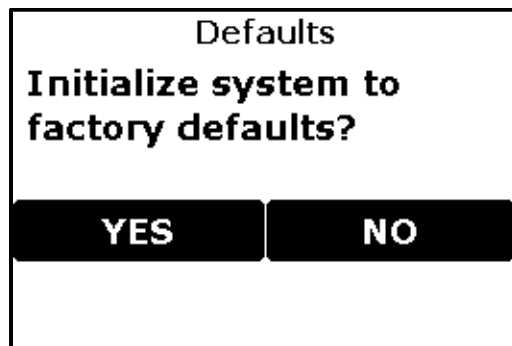 Defaults
Initialize system to
factory defaults?
YES NO